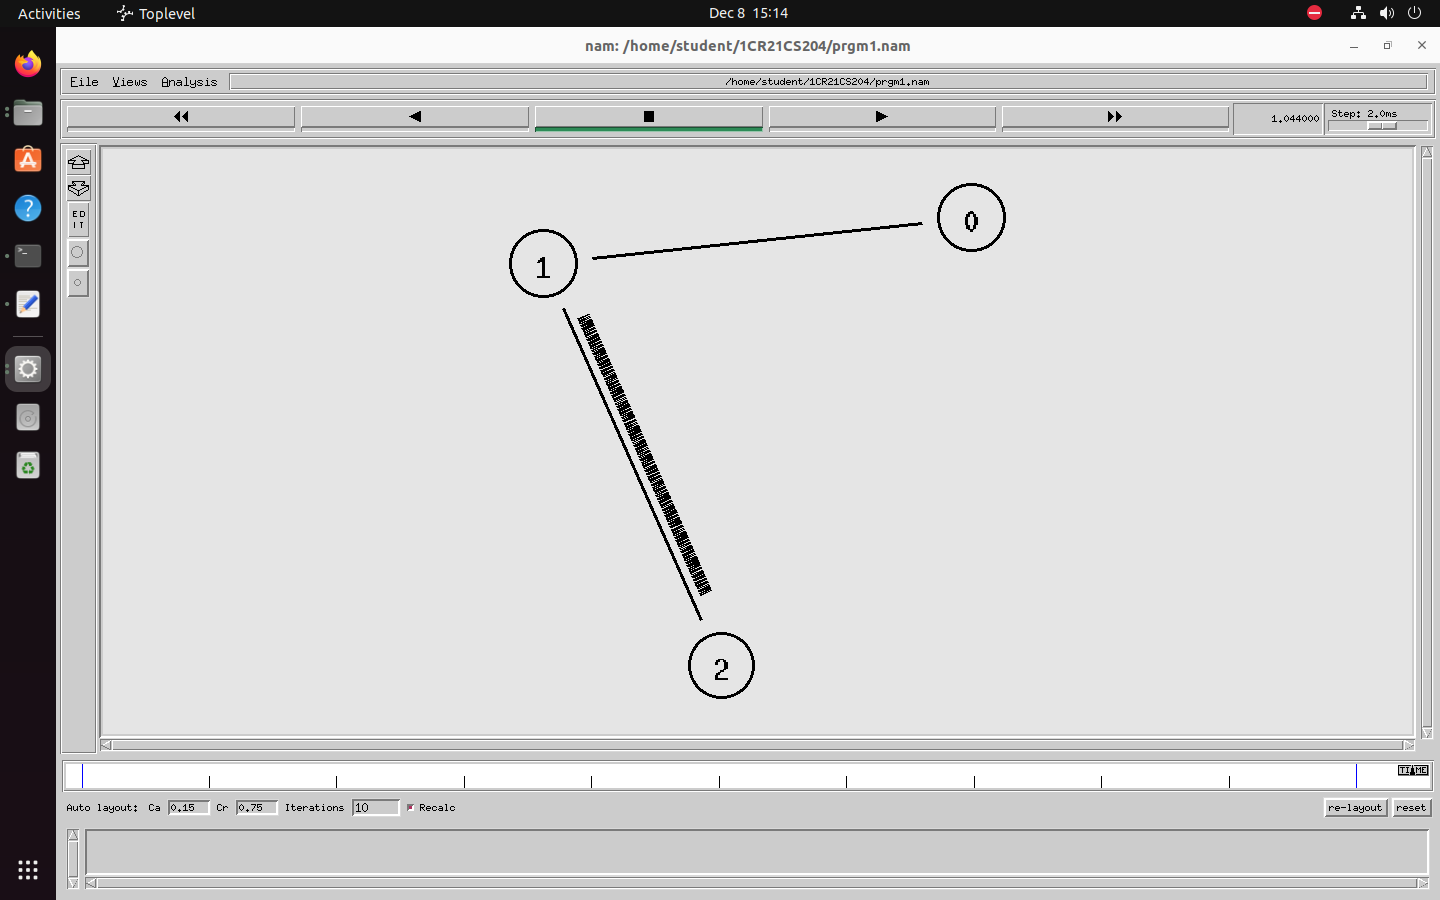 Activities Toplevel Dec 8 15:14
nam: /home/student/1CR21CS204/prgm1.nam
File Views Analysis /home/student/1CR21CS204/prgm1.nam
1.044000 Step: 2.0ms
ED
IT
0
1
2
TIME
Auto layout: Ca 0.15 Cr 0.75 Iterations 10 Recalc re-layout reset